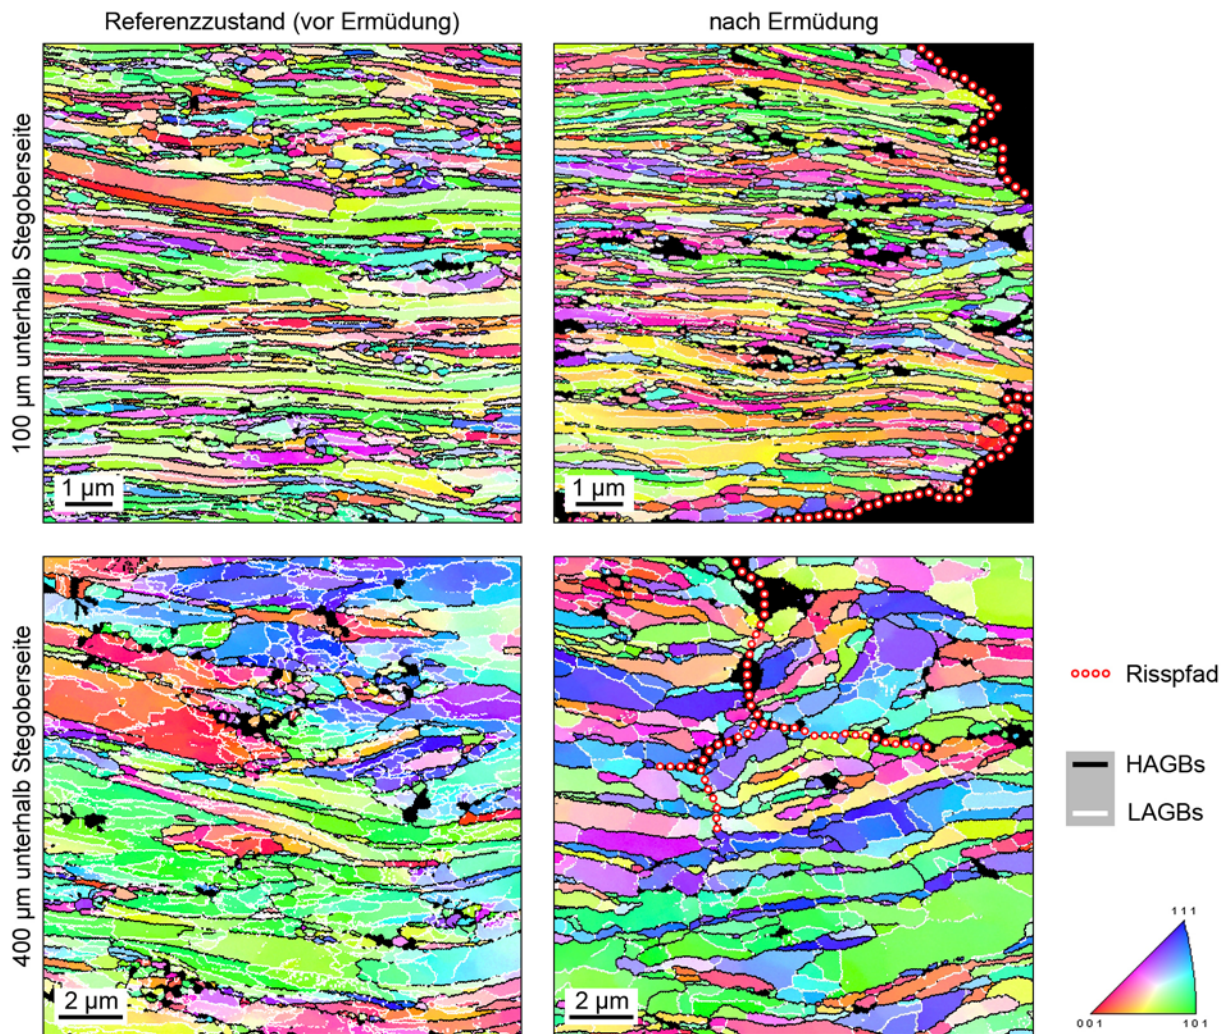 Referenzzustand (vor Ermüdung)
nach Ermüdung
100 µm unterhalb Stegoberseite
1 µm
1 µm
400 µm unterhalb Stegoberseite
2 µm
2 µm
Risspfad
HAGBs
LAGBs
111
001
101